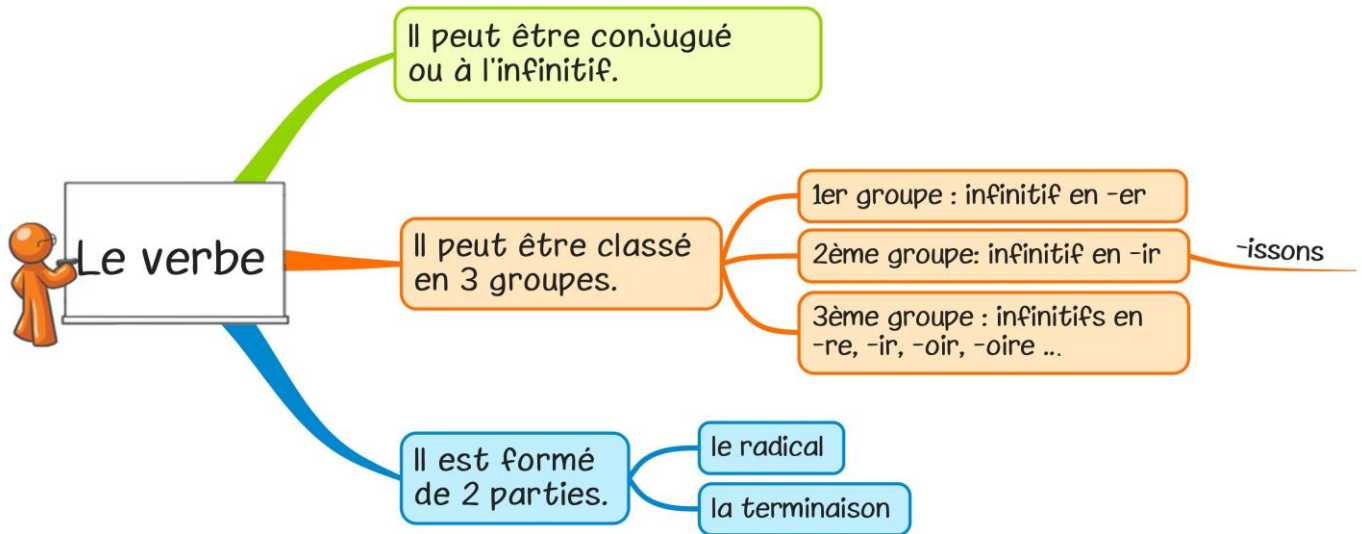 Le verbe
Il peut être conjugué
ou à l'infinitif.
Il peut être classé
en 3 groupes.
1er groupe : infinitif en -er
2ème groupe: infinitif en -ir
-issons
3ème groupe : infinitifs en
-re, -ir, -oir, -oire ...
Il est formé
de 2 parties.
le radical
la terminaison